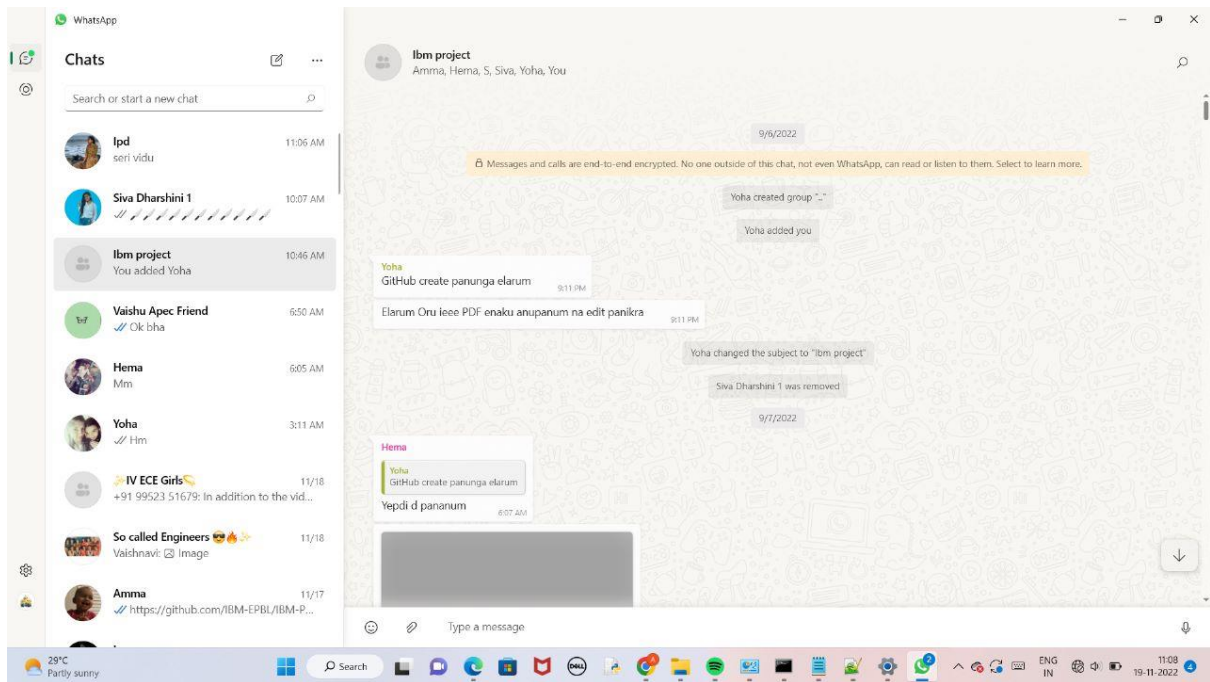 WhatsApp
Chats
Search or start a new chat
Ipd
11:06 AM
seri vidu
Siva Dharshini 1
10:07 AM
Ibm project
10:46 AM
You added Yoha
Vaishu Apec Friend
6:50 AM
Ok bha
Hema
6:05 AM
Mm
Yoha
3:11 AM
Hm
✨IV ECE Girls💫
11/18
+91 99523 51679: In addition to the vid...
So called Engineers 😎🔥✨
11/18
Vaishnavi: Image
Amma
11/17
https://github.com/IBM-EPBL/IBM-P...
Ibm project
Amma, Hema, S, Siva, Yoha, You
9/6/2022
Messages and calls are end-to-end encrypted. No one outside of this chat, not even WhatsApp, can read or listen to them. Select to learn more.
Yoha created group ".."
Yoha added you
Yoha
GitHub create panunga elarum
9:11 PM
Elarum Oru ieee PDF enaku anupanum na edit panikra
9:11 PM
Yoha changed the subject to "Ibm project"
Siva Dharshini 1 was removed
9/7/2022
Hema
Yoha
GitHub create panunga elarum
Yepdi d pananum
6:07 AM
Type a message
29°C
Partly sunny
Search
DELL
2
ENG
IN
11:08
19-11-2022
4